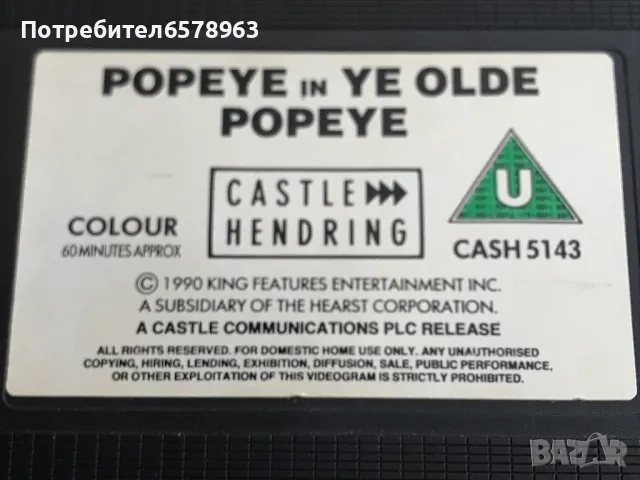 Потребител6578963
POPEYE IN YE OLDE
POPEYE
CASTLE
HENDRING
U
COLOUR
60 MINUTES APPROX
CASH 5143
© 1990 KING FEATURES ENTERTAINMENT INC.
A SUBSIDIARY OF THE HEARST CORPORATION.
A CASTLE COMMUNICATIONS PLC RELEASE
ALL RIGHTS RESERVED. FOR DOMESTIC HOME USE ONLY. ANY UNAUTHORISED
COPYING, HIRING, LENDING, EXHIBITION, DIFFUSION, SALE, PUBLIC PERFORMANCE,
OR OTHER EXPLOITATION OF THIS VIDEOGRAM IS STRICTLY PROHIBITED.
BAZAR